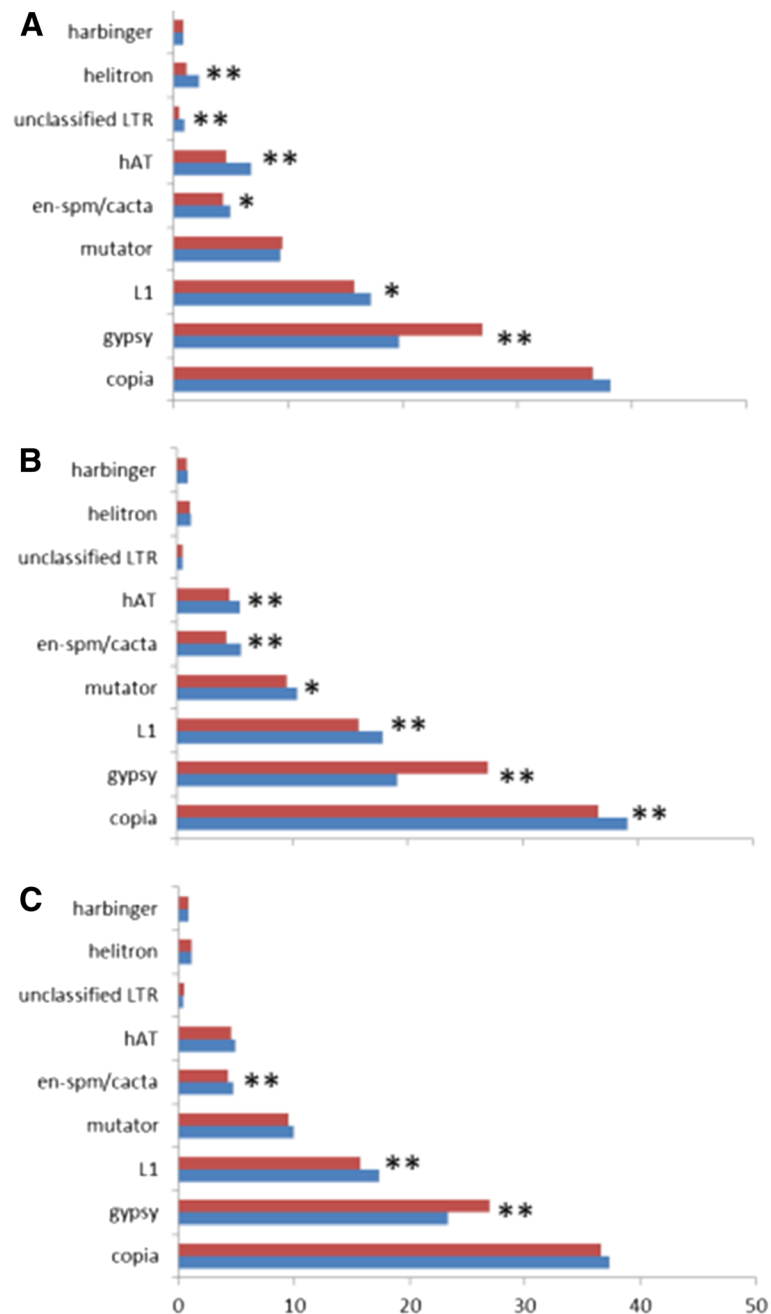 A
harbinger
helitron **
unclassified LTR **
hAT **
en-spm/cacta *
mutator
L1 *
gypsy **
copia
B
harbinger
helitron
unclassified LTR
hAT **
en-spm/cacta **
mutator *
L1 **
gypsy **
copia **
C
harbinger
helitron
unclassified LTR
hAT
en-spm/cacta **
mutator
L1 **
gypsy **
copia
0 10 20 30 40 50